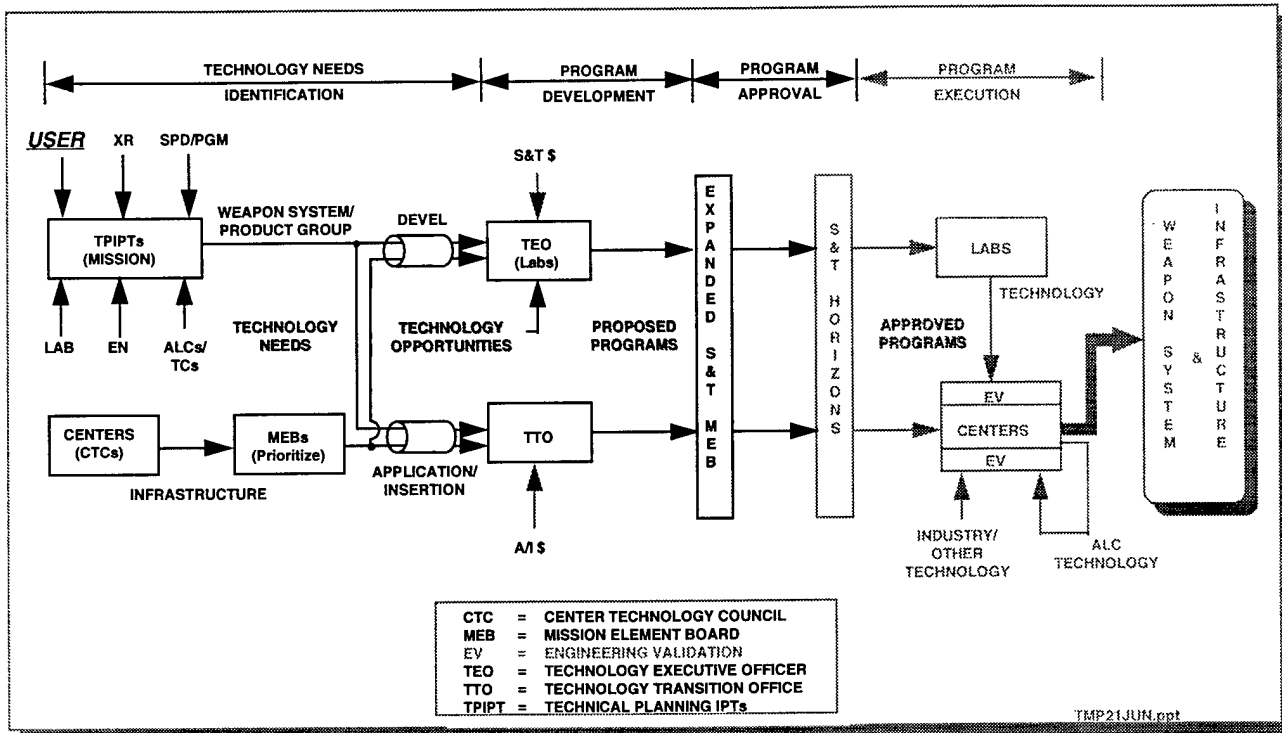 TECHNOLOGY NEEDS
IDENTIFICATION
PROGRAM
DEVELOPMENT
PROGRAM
APPROVAL
PROGRAM
EXECUTION
USER
XR
SPD/PGM
S&T $
WEAPON SYSTEM/
PRODUCT GROUP
DEVEL
TPIPTs
(MISSION)
TEO
(Labs)
LAB
EN
ALCs/
TCs
TECHNOLOGY
NEEDS
TECHNOLOGY
OPPORTUNITIES
PROPOSED
PROGRAMS
EXPANDED S&T MEB
S&T HORIZONS
LABS
TECHNOLOGY
APPROVED
PROGRAMS
EV
CENTERS
EV
WEAPON SYSTEM
&
INFRASTRUCTURE
CENTERS
(CTCs)
MEBs
(Prioritize)
INFRASTRUCTURE
APPLICATION/
INSERTION
TTO
A/I $
INDUSTRY/
OTHER
TECHNOLOGY
ALC
TECHNOLOGY
CTC = CENTER TECHNOLOGY COUNCIL
MEB = MISSION ELEMENT BOARD
EV = ENGINEERING VALIDATION
TEO = TECHNOLOGY EXECUTIVE OFFICER
TTO = TECHNOLOGY TRANSITION OFFICE
TPIPT = TECHNICAL PLANNING IPTs
TMP21JUN.ppt